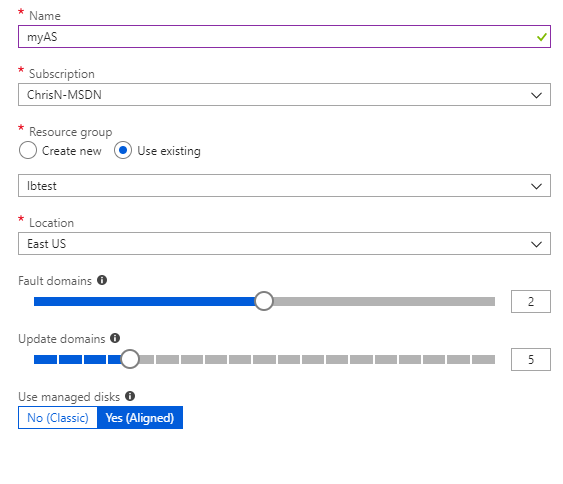 * Name
myAS
* Subscription
ChrisN-MSDN
* Resource group
Create new Use existing
lbtest
* Location
East US
Fault domains
2
Update domains
5
Use managed disks
No (Classic) Yes (Aligned)